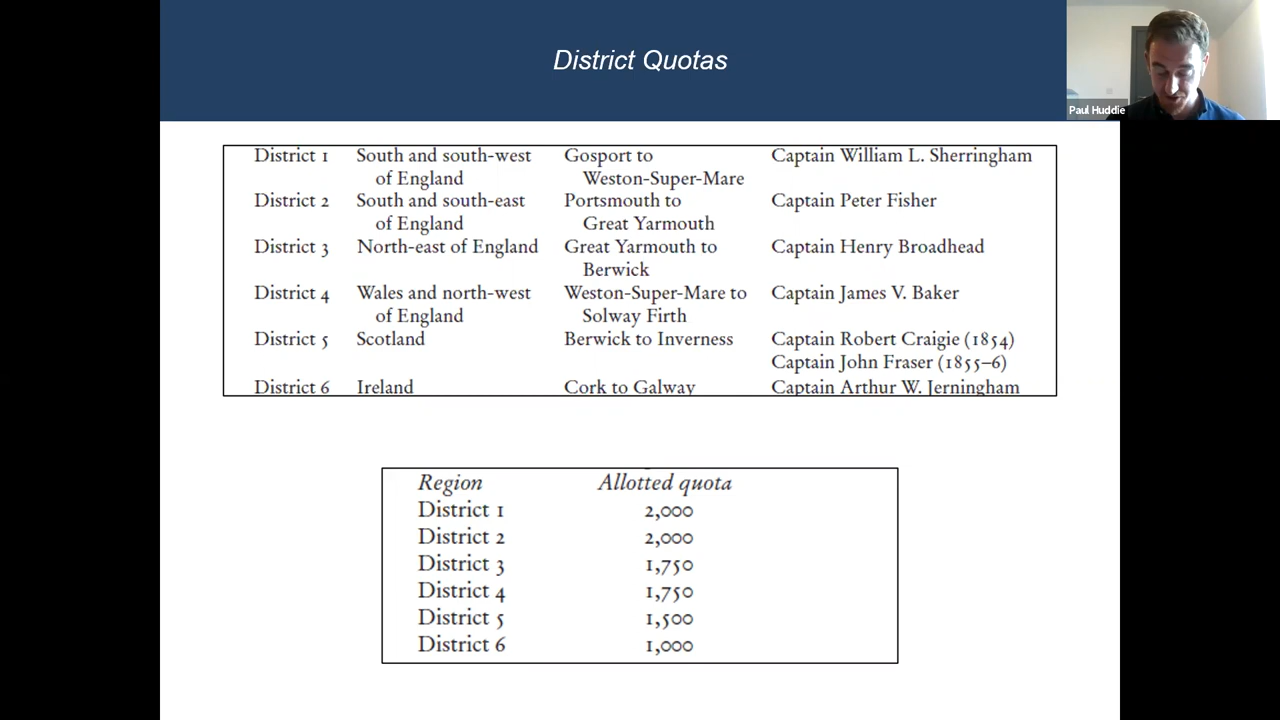 District Quotas
Paul Huddie
District 1 South and south-west Gosport to Captain William L. Sherringham
of England Weston-Super-Mare
District 2 South and south-east Portsmouth to Captain Peter Fisher
of England Great Yarmouth
District 3 North-east of England Great Yarmouth to Captain Henry Broadhead
Berwick
District 4 Wales and north-west Weston-Super-Mare to Captain James V. Baker
of England Solway Firth
District 5 Scotland Berwick to Inverness Captain Robert Craigie (1854)
Captain John Fraser (1855–6)
District 6 Ireland Cork to Galway Captain Arthur W. Jerningham
Region Allotted quota
District 1 2,000
District 2 2,000
District 3 1,750
District 4 1,750
District 5 1,500
District 6 1,000